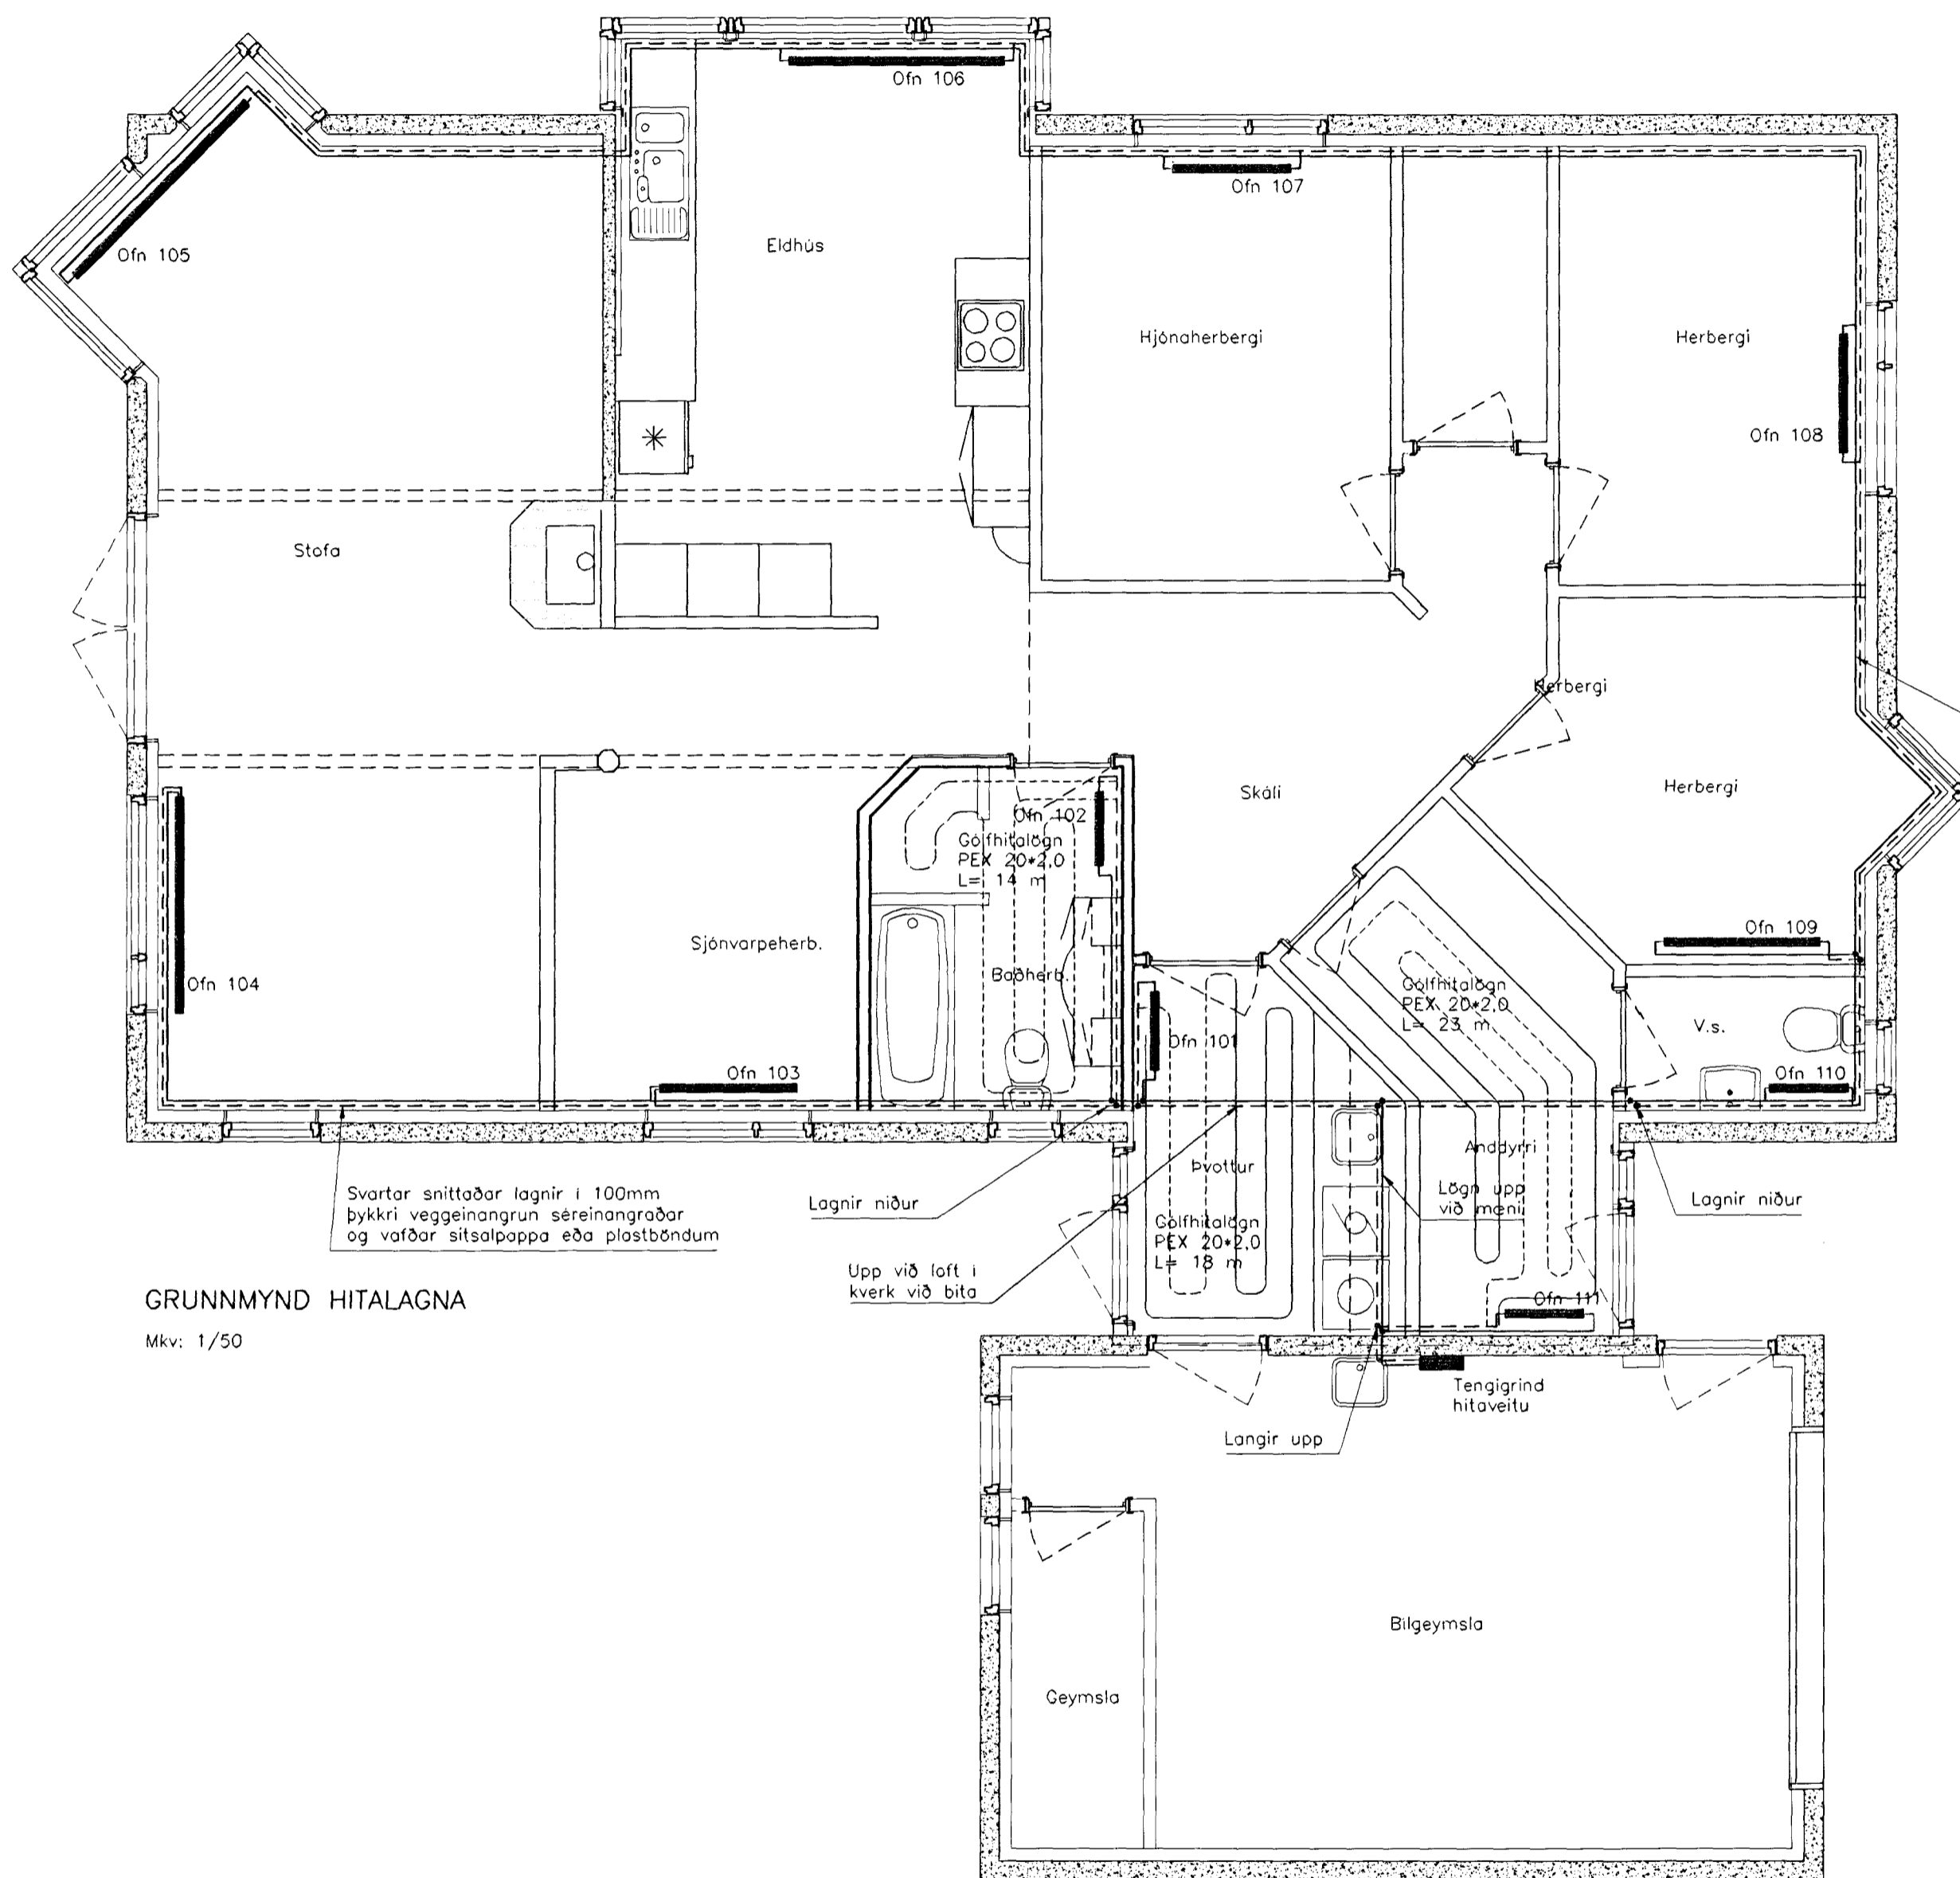 Ofn 106
Ofn 107
Ofn 105
Eldhús
Hjónaherbergi
Herbergi
Ofn 108
Stofa
Herbergi
Skáli
Herbergi
Ofn 102
Gólfhitalögn
PEX 20*2,0
L= 14 m
Sjónvarpeherb.
Baðherb.
Ofn 104
Ofn 109
Gólfhitalögn
PEX 20*2,0
L= 23 m
V.s.
Ofn 101
Ofn 103
Ofn 110
Þvottur
Anddyrri
Svartar snittaðar lagnir í 100mm
þykkri veggeinangrun séreinangraðar
og vafðar sitsalpappa eða plastböndum
Lagnir niður
Lögn upp
við mæni
Lagnir niður
Gólfhitalögn
PEX 20*2,0
L= 18 m
Upp við loft í
kverk við bita
Ofn 111
GRUNNMYND HITALAGNA
Mkv: 1/50
Tengigrind
hitaveitu
Langir upp
Bílgeymsla
Geymsla